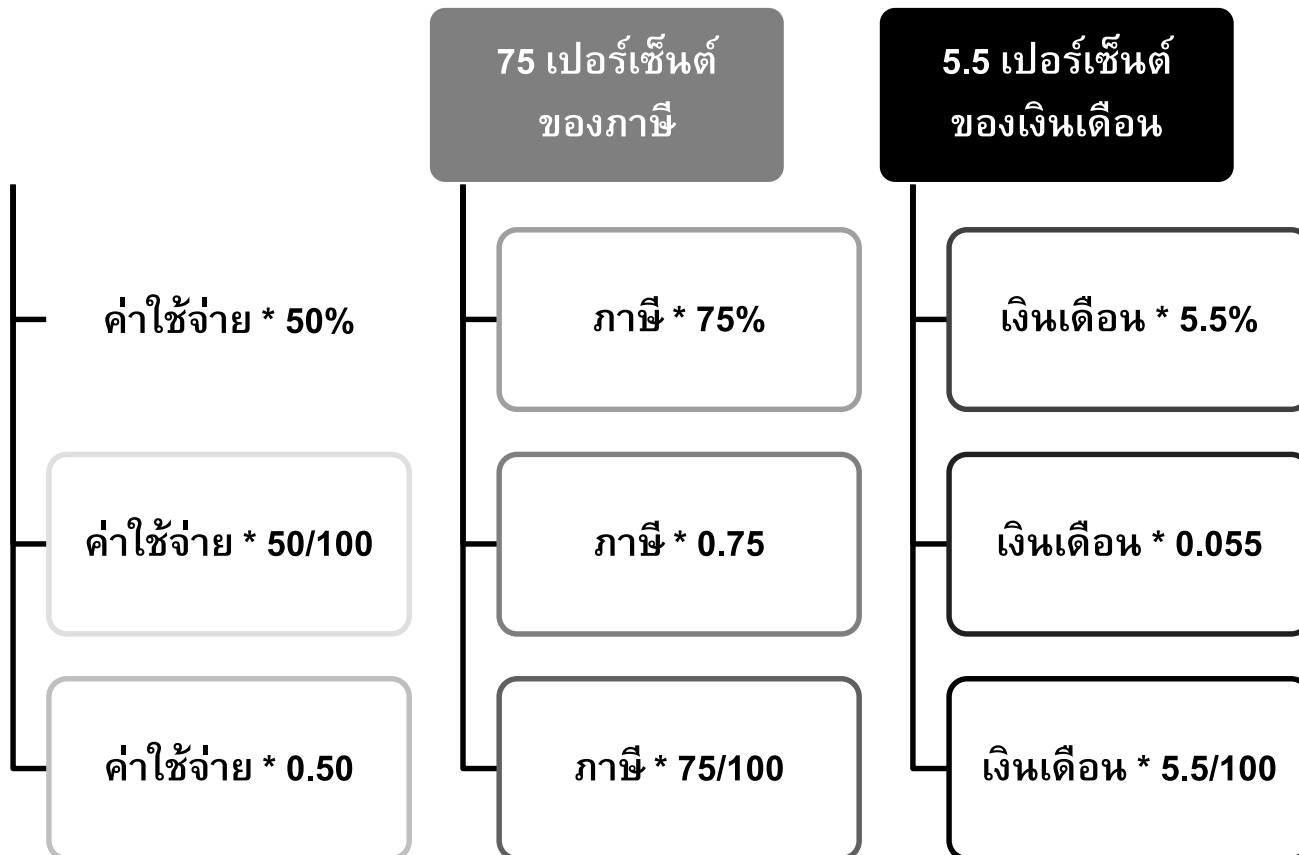 75 เปอร์เซ็นต์
ของภาษี
5.5 เปอร์เซ็นต์
ของเงินเดือน
ค่าใช้จ่าย * 50%
ภาษี * 75%
เงินเดือน * 5.5%
ค่าใช้จ่าย * 50/100
ภาษี * 0.75
เงินเดือน * 0.055
ค่าใช้จ่าย * 0.50
ภาษี * 75/100
เงินเดือน * 5.5/100